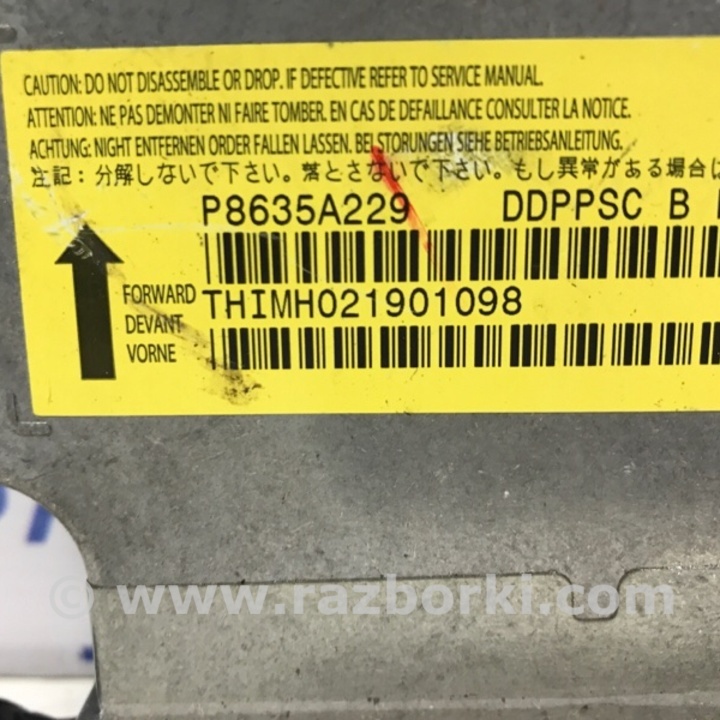 CAUTION: DO NOT DISASSEMBLE OR DROP. IF DEFECTIVE REFER TO SERVICE MANUAL.
ATTENTION: NE PAS DEMONTER NI FAIRE TOMBER. EN CAS DE DEFAILLANCE CONSULTER LA NOTICE.
ACHTUNG: NIGHT ENTFERNEN ORDER FALLEN LASSEN. BEI STORUNGEN SIEHE BETRIEBSANLEITUNG.
注記：分解しないで下さい。落とさないで下さい。もし異常がある場合は
P8635A229 DDPPSC B
FORWARD THIMH021901098
DEVANT
VORNE
© www.razborki.com